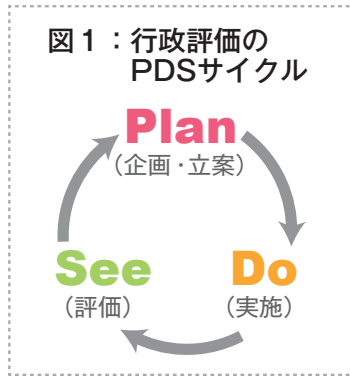 図1：行政評価の
PDSサイクル
Plan
（企画・立案）
See
（評価）
Do
（実施）